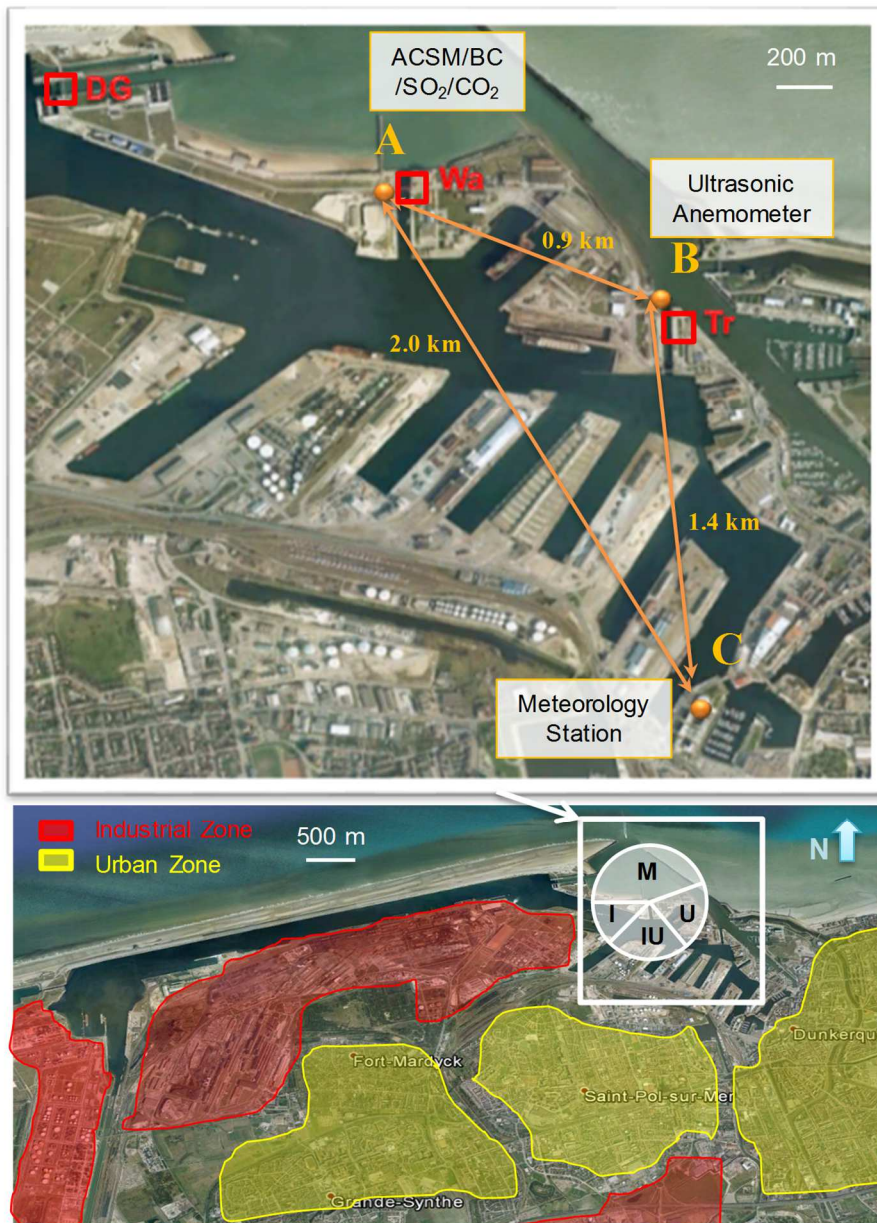 ACSM/BC
/SO₂/CO₂
200 m
DG
A
Wa
Ultrasonic
Anemometer
0.9 km
B
Tr
2.0 km
1.4 km
C
Meteorology
Station
Industrial Zone
500 m
Urban Zone
N
M
I
U
IU
Dunkerqu
Fort-Mardyck
Saint-Pol-sur-Mer
Grande-Synthe